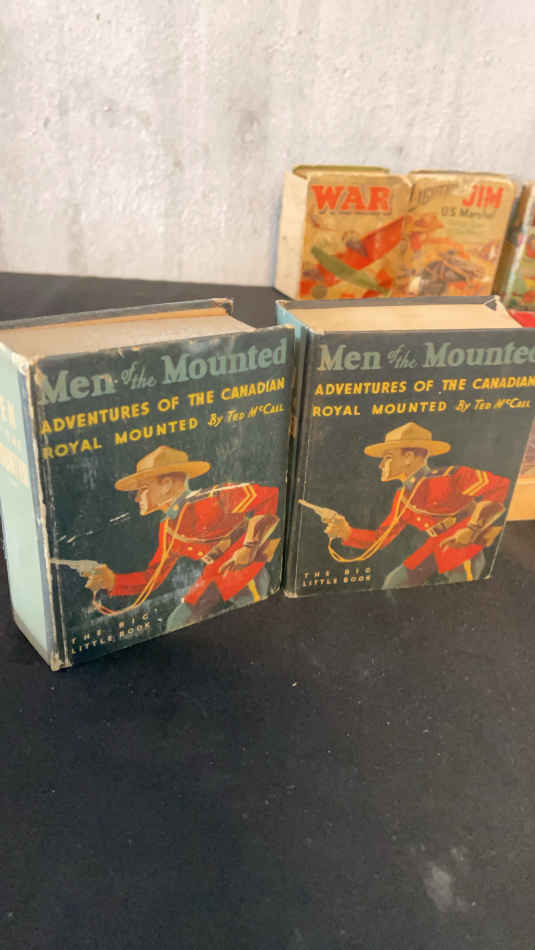 WAR
JIM
U.S. Marshal
Men of the Mounted
ADVENTURES OF THE CANADIAN
ROYAL MOUNTED By TED McCALL
THE BIG
LITTLE BOOK
Men of the Mounted
ADVENTURES OF THE CANADIAN
ROYAL MOUNTED By TED McCALL
THE BIG
LITTLE BOOK